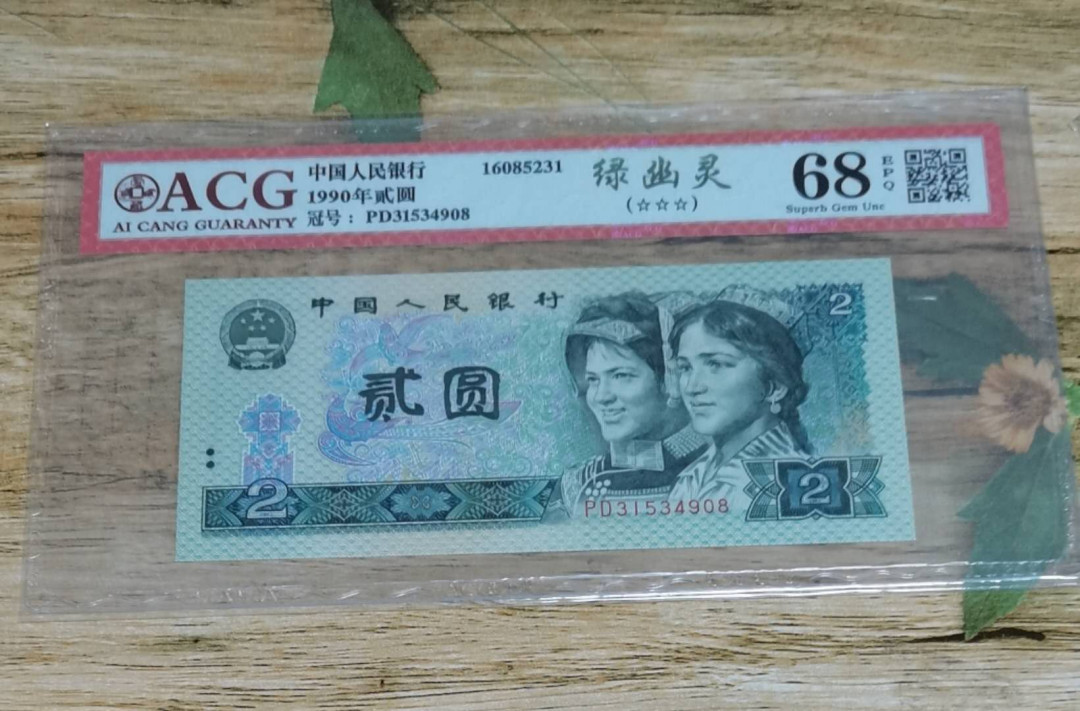 ACG
AI CANG GUARANTY
中国人民银行
1990年贰圆
冠号：PD31534908
16085231
绿幽灵
(☆☆☆)
68
EPQ
Superb Gem Unc
中国人民银行
2
贰圆
2
PD31534908
2